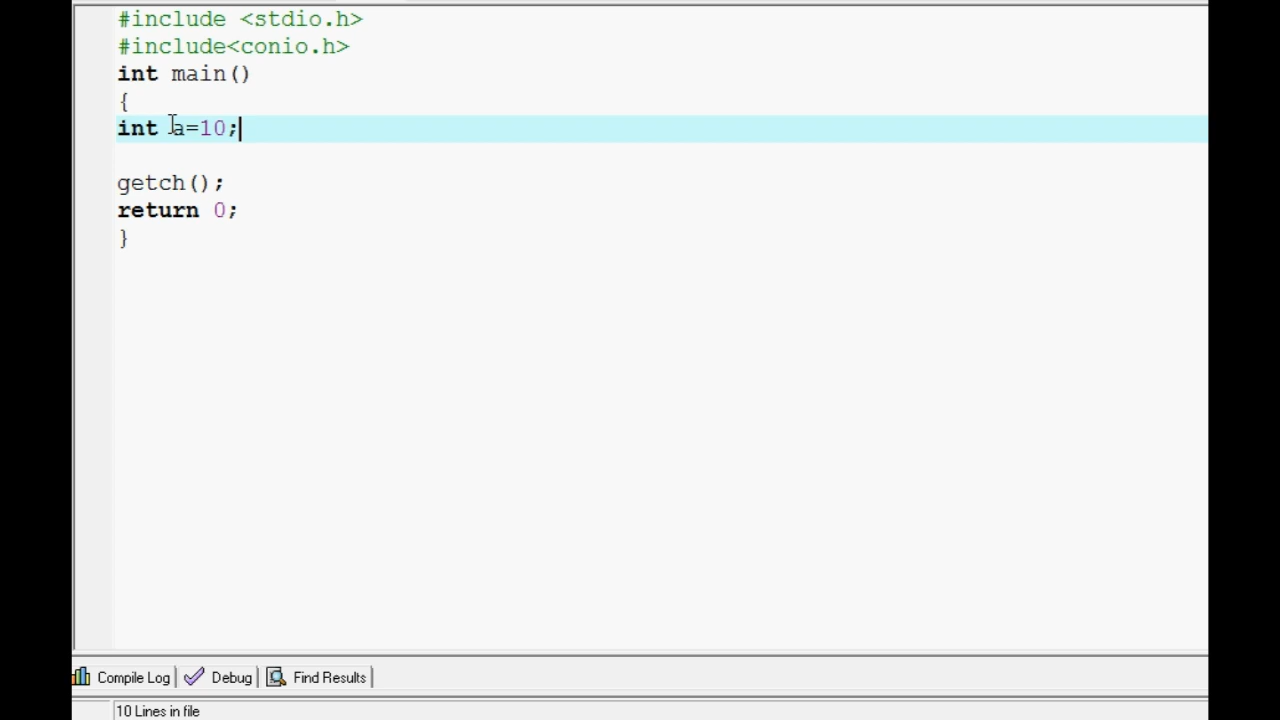 #include <stdio.h>
#include<conio.h>
int main()
{
int a=10;
getch();
return 0;
}
Compile Log Debug Find Results
10 Lines in file